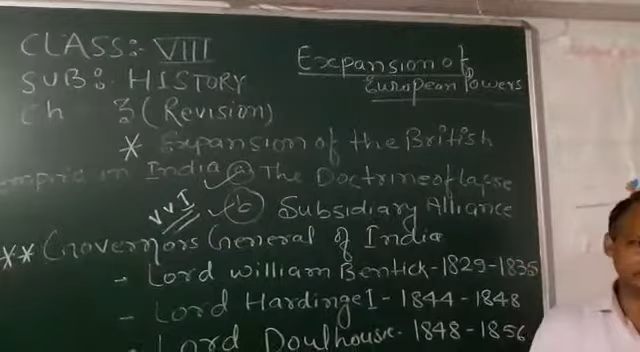 CLASS:- VIII
SUB: HISTORY
Expansion of
European Powers
Ch 3 (Revision)
* Expansion of the British
Empire in India (a) The Doctrine of lapse
VVI (b) Subsidiary Alliance
** Governors General of India
- Lord William Bentick - 1829-1835
- Lord Hardinge I - 1844 - 1848
- Lord Doulhousie - 1848 - 1856